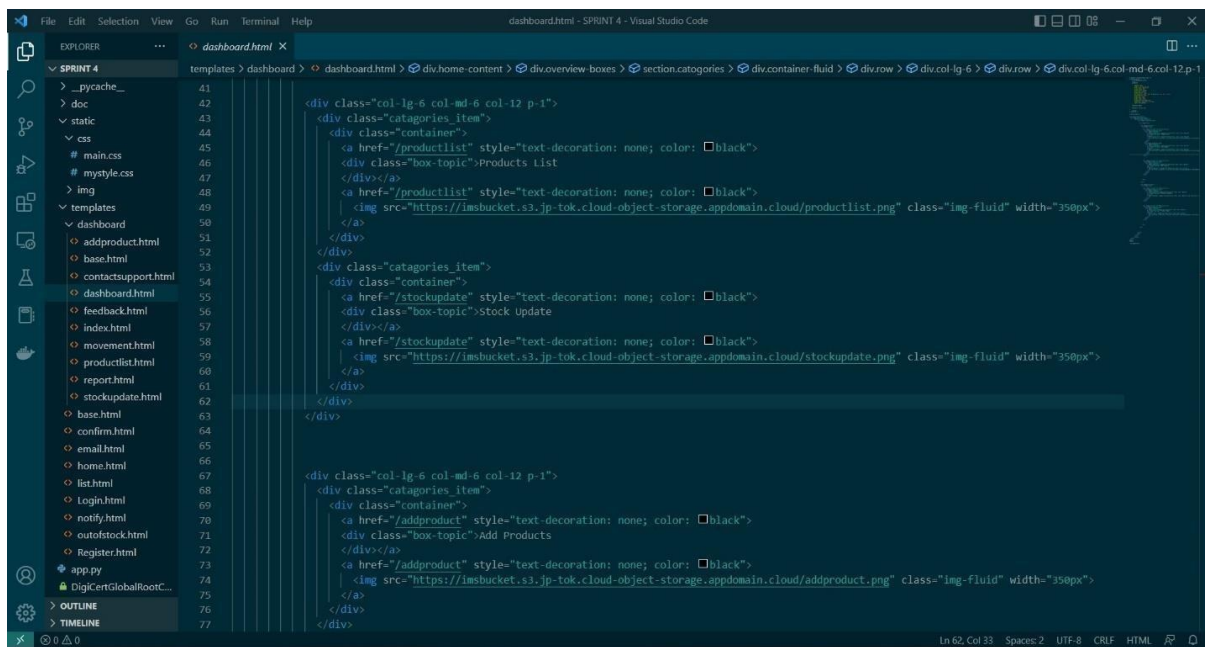 File Edit Selection View Go Run Terminal Help
dashboard.html - SPRINT 4 - Visual Studio Code
EXPLORER
SPRINT 4
> __pycache__
> doc
static
css
# main.css
# mystyle.css
> img
templates
dashboard
<> addproduct.html
<> base.html
<> contactsupport.html
<> dashboard.html
<> feedback.html
<> index.html
<> movement.html
<> productlist.html
<> report.html
<> stockupdate.html
<> base.html
<> confirm.html
<> email.html
<> home.html
<> list.html
<> Login.html
<> notify.html
<> outofstock.html
<> Register.html
app.py
DigiCertGlobalRootC...
> OUTLINE
> TIMELINE
<> dashboard.html
templates > dashboard > <> dashboard.html > div.home-content > div.overview-boxes > section.catogories > div.container-fluid > div.row > div.col-lg-6 > div.row > div.col-lg-6.col-md-6.col-12.p-1
41
42 <div class="col-lg-6 col-md-6 col-12 p-1">
43 <div class="catagories_item">
44 <div class="container">
45 <a href="/productlist" style="text-decoration: none; color: black">
46 <div class="box-topic">Products List
47 </div></a>
48 <a href="/productlist" style="text-decoration: none; color: black">
49 <img src="https://imsbucket.s3.jp-tok.cloud-object-storage.appdomain.cloud/productlist.png" class="img-fluid" width="350px">
50 </a>
51 </div>
52 </div>
53 <div class="catagories_item">
54 <div class="container">
55 <a href="/stockupdate" style="text-decoration: none; color: black">
56 <div class="box-topic">Stock Update
57 </div></a>
58 <a href="/stockupdate" style="text-decoration: none; color: black">
59 <img src="https://imsbucket.s3.jp-tok.cloud-object-storage.appdomain.cloud/stockupdate.png" class="img-fluid" width="350px">
60 </a>
61 </div>
62 </div>
63 </div>
64
65
66
67 <div class="col-lg-6 col-md-6 col-12 p-1">
68 <div class="catagories_item">
69 <div class="container">
70 <a href="/addproduct" style="text-decoration: none; color: black">
71 <div class="box-topic">Add Products
72 </div></a>
73 <a href="/addproduct" style="text-decoration: none; color: black">
74 <img src="https://imsbucket.s3.jp-tok.cloud-object-storage.appdomain.cloud/addproduct.png" class="img-fluid" width="350px">
75 </a>
76 </div>
77 </div>
0 0 Ln 62, Col 33 Spaces: 2 UTF-8 CRLF HTML